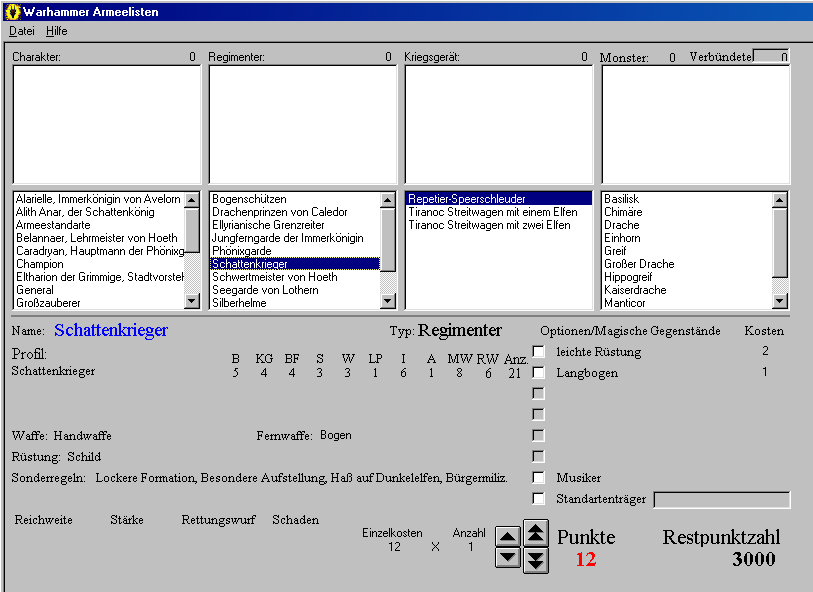 Warhammer Armeelisten
Datei Hilfe
Charakter: 0 Regimenter: 0 Kriegsgerät: 0 Monster: 0 Verbündete 0
Alarielle, Immerkönigin von Avelorn
Alith Anar, der Schattenkönig
Armeestandarte
Belannaer, Lehrmeister von Hoeth
Caradryan, Hauptmann der Phönixg
Champion
Eltharion der Grimmige, Stadtvorsteh
General
Großzauberer
Bogenschützen
Drachenprinzen von Caledor
Ellyrianische Grenzreiter
Jungferngarde der Immerkönigin
Phönixgarde
Schattenkrieger
Schwertmeister von Hoeth
Seegarde von Lothern
Silberhelme
Repetier-Speerschleuder
Tiranoc Streitwagen mit einem Elfen
Tiranoc Streitwagen mit zwei Elfen
Basilisk
Chimäre
Drache
Einhorn
Greif
Großer Drache
Hippogreif
Kaiserdrache
Manticor
Name: Schattenkrieger Typ: Regimenter Optionen/Magische Gegenstände Kosten
Profil: B KG BF S W LP I A MW RW Anz. leichte Rüstung 2
Schattenkrieger 5 4 4 3 3 1 6 1 8 6 21 Langbogen 1
Waffe: Handwaffe Fernwaffe: Bogen
Rüstung: Schild
Sonderregeln: Lockere Formation, Besondere Aufstellung, Haß auf Dunkelelfen, Bürgermiliz. Musiker
Standartenträger
Reichweite Stärke Rettungswurf Schaden
Einzelkosten Anzahl Punkte Restpunktzahl
12 X 1 12 3000